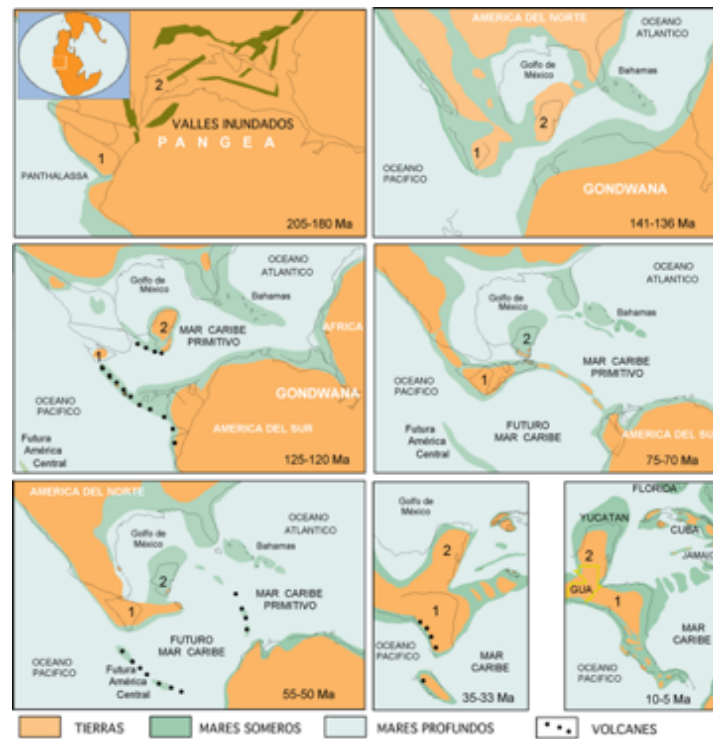 2
VALLES INUNDADOS
P A N G E A
1
PANTHALASSA
205-180 Ma
AMERICA DEL NORTE
OCEANO
ATLANTICO
Golfo de
México
Bahamas
2
1
OCEANO
PACIFICO
GONDWANA
141-136 Ma
OCEANO
ATLANTICO
Golfo de
México
Bahamas
2
MAR CARIBE
PRIMITIVO
AFRICA
1
GONDWANA
OCEANO
PACIFICO
AMERICA DEL SUR
Futura
América
Central
125-120 Ma
OCEANO
ATLANTICO
Golfo de
México
Bahamas
2
MAR CARIBE
PRIMITIVO
1
OCEANO
PACIFICO
FUTURO
MAR CARIBE
Futura
América
Central
AMERICA DEL SU
75-70 Ma
AMERICA DEL NORTE
OCEANO
ATLANTICO
Golfo de
México
Bahamas
2
MAR CARIBE
PRIMITIVO
1
FUTURO
MAR CARIBE
OCEANO
PACIFICO
Futura
América
Central
55-50 Ma
Golfo de
México
2
1
OCEANO
PACIFICO
MAR
CARIBE
35-33 Ma
FLORIDA
YUCATAN
CUBA
2
JAMAIC
GUA
1
MAR
CARIBE
OCEANO
PACIFICO
10-5 Ma
TIERRAS
MARES SOMEROS
MARES PROFUNDOS
VOLCANES